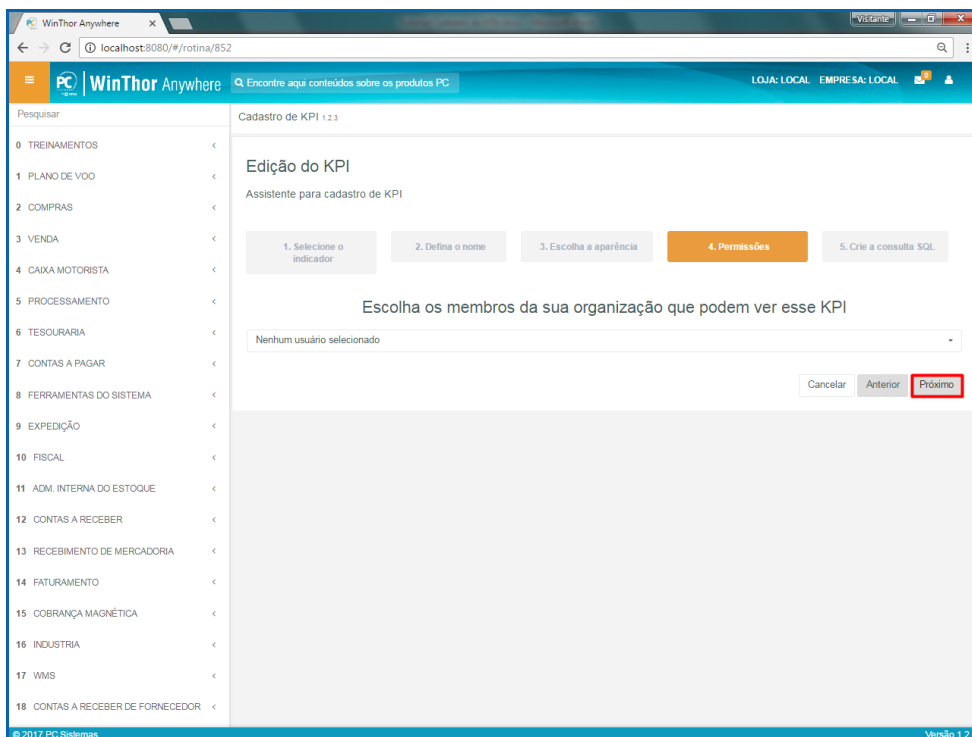 WinThor Anywhere
Visitante
localhost:8080/#/rotina/852
PC | WinThor Anywhere
Encontre aqui conteúdos sobre os produtos PC
LOJA: LOCAL EMPRESA: LOCAL
0
Pesquisar
Cadastro de KPI 1.2.3
0 TREINAMENTOS
1 PLANO DE VOO
2 COMPRAS
3 VENDA
4 CAIXA MOTORISTA
5 PROCESSAMENTO
6 TESOURARIA
7 CONTAS A PAGAR
8 FERRAMENTAS DO SISTEMA
9 EXPEDIÇÃO
10 FISCAL
11 ADM. INTERNA DO ESTOQUE
12 CONTAS A RECEBER
13 RECEBIMENTO DE MERCADORIA
14 FATURAMENTO
15 COBRANÇA MAGNÉTICA
16 INDUSTRIA
17 WMS
18 CONTAS A RECEBER DE FORNECEDOR
Edição do KPI
Assistente para cadastro de KPI
1. Selecione o
indicador
2. Defina o nome
3. Escolha a aparência
4. Permissões
5. Crie a consulta SQL
Escolha os membros da sua organização que podem ver esse KPI
Nenhum usuário selecionado
Cancelar
Anterior
Próximo
© 2017 PC Sistemas
Versão 1.2